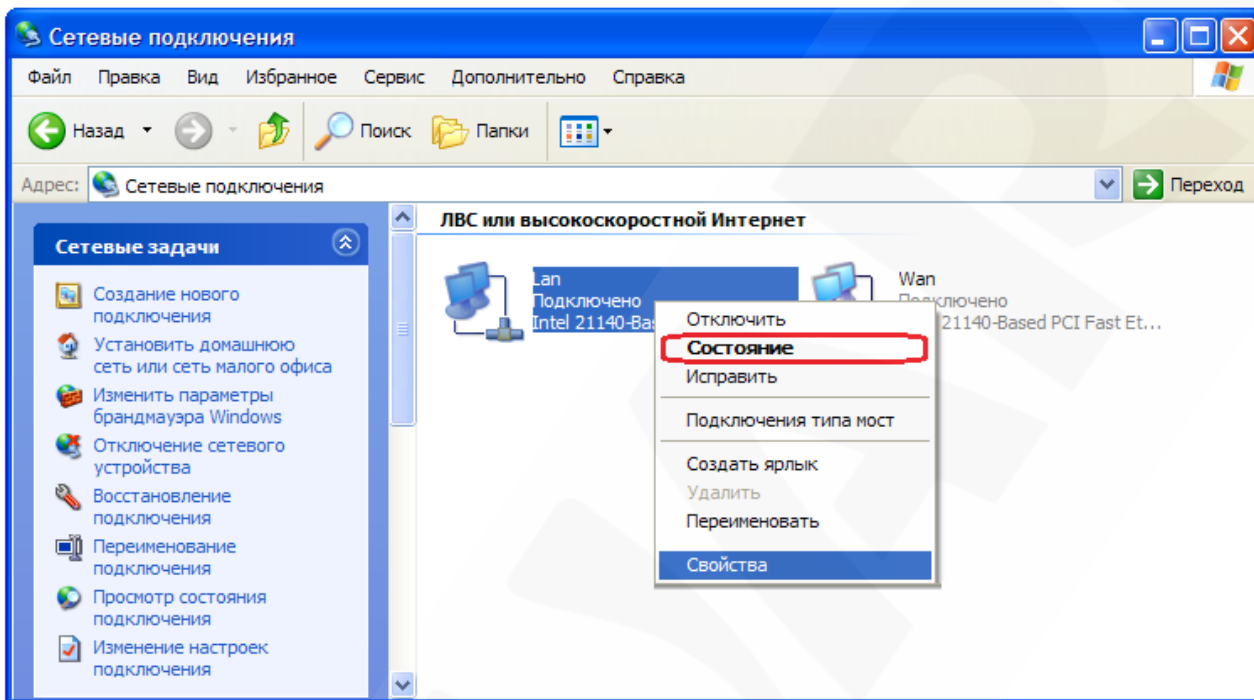 Сетевые подключения
Файл Правка Вид Избранное Сервис Дополнительно Справка
Назад Поиск Папки
Адрес: Сетевые подключения Переход
Сетевые задачи
Создание нового
подключения
Установить домашнюю
сеть или сеть малого офиса
Изменить параметры
брандмауэра Windows
Отключение сетевого
устройства
Восстановление
подключения
Переименование
подключения
Просмотр состояния
подключения
Изменение настроек
подключения
ЛВС или высокоскоростной Интернет
Lan
Подключено
Intel 21140-Bas
Wan
Подключено
21140-Based PCI Fast Et...
Отключить
Состояние
Исправить
Подключения типа мост
Создать ярлык
Удалить
Переименовать
Свойства